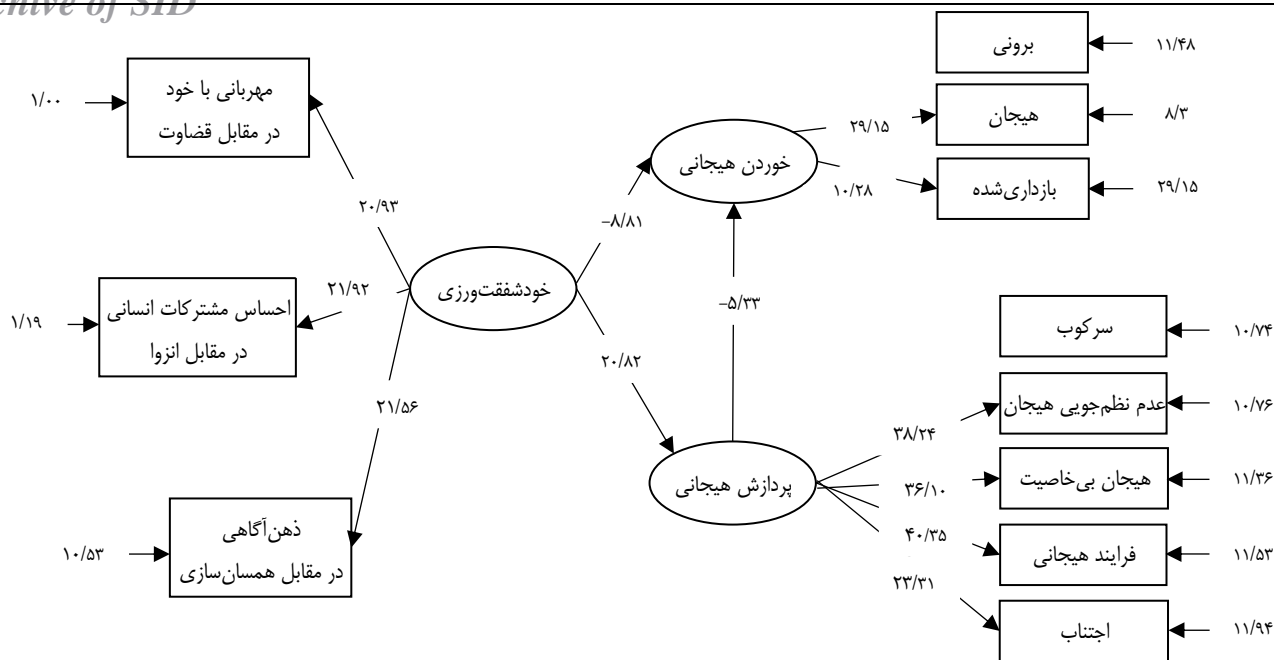 Archive of SID
برونی
۱۱/۴۸
مهربانی با خود
در مقابل قضاوت
۱/۰۰
هیجان
۸/۳
۲۹/۱۵
خوردن هیجانی
بازداری‌شده
۲۹/۱۵
۱۰/۲۸
۲۰/۹۳
-۸/۸۱
خودشفقت‌ورزی
احساس مشترکات انسانی
در مقابل انزوا
۱/۱۹
۲۱/۹۲
-۵/۳۳
سرکوب
۱۰/۷۴
۲۰/۸۲
عدم نظم‌جویی هیجان
۱۰/۷۶
۲۱/۵۶
۳۸/۲۴
پردازش هیجانی
هیجان بی‌خاصیت
۱۱/۳۶
۳۶/۱۰
ذهن‌آگاهی
در مقابل همسان‌سازی
۱۰/۵۳
۴۰/۳۵
فرایند هیجانی
۱۱/۵۳
۲۳/۳۱
اجتناب
۱۱/۹۴